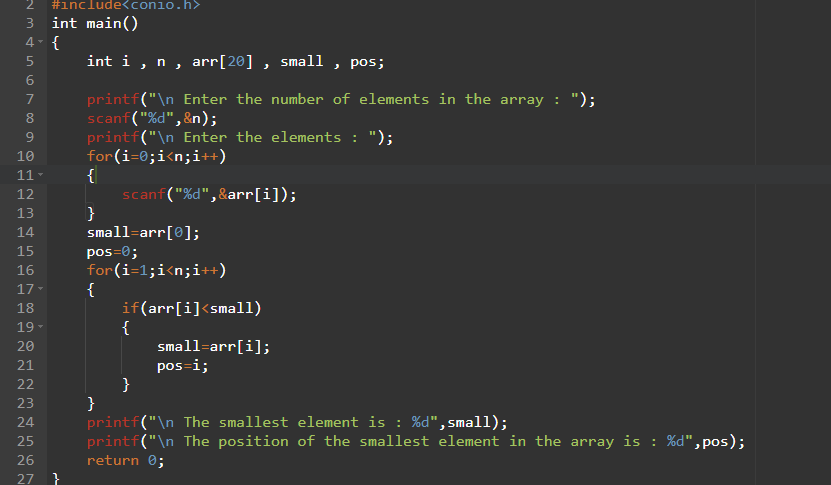 2 #include<conio.h>
3 int main()
4 {
5 int i , n , arr[20] , small , pos;
6
7 printf("\n Enter the number of elements in the array : ");
8 scanf("%d",&n);
9 printf("\n Enter the elements : ");
10 for(i=0;i<n;i++)
11 {
12 scanf("%d",&arr[i]);
13 }
14 small=arr[0];
15 pos=0;
16 for(i=1;i<n;i++)
17 {
18 if(arr[i]<small)
19 {
20 small=arr[i];
21 pos=i;
22 }
23 }
24 printf("\n The smallest element is : %d",small);
25 printf("\n The position of the smallest element in the array is : %d",pos);
26 return 0;
27 }